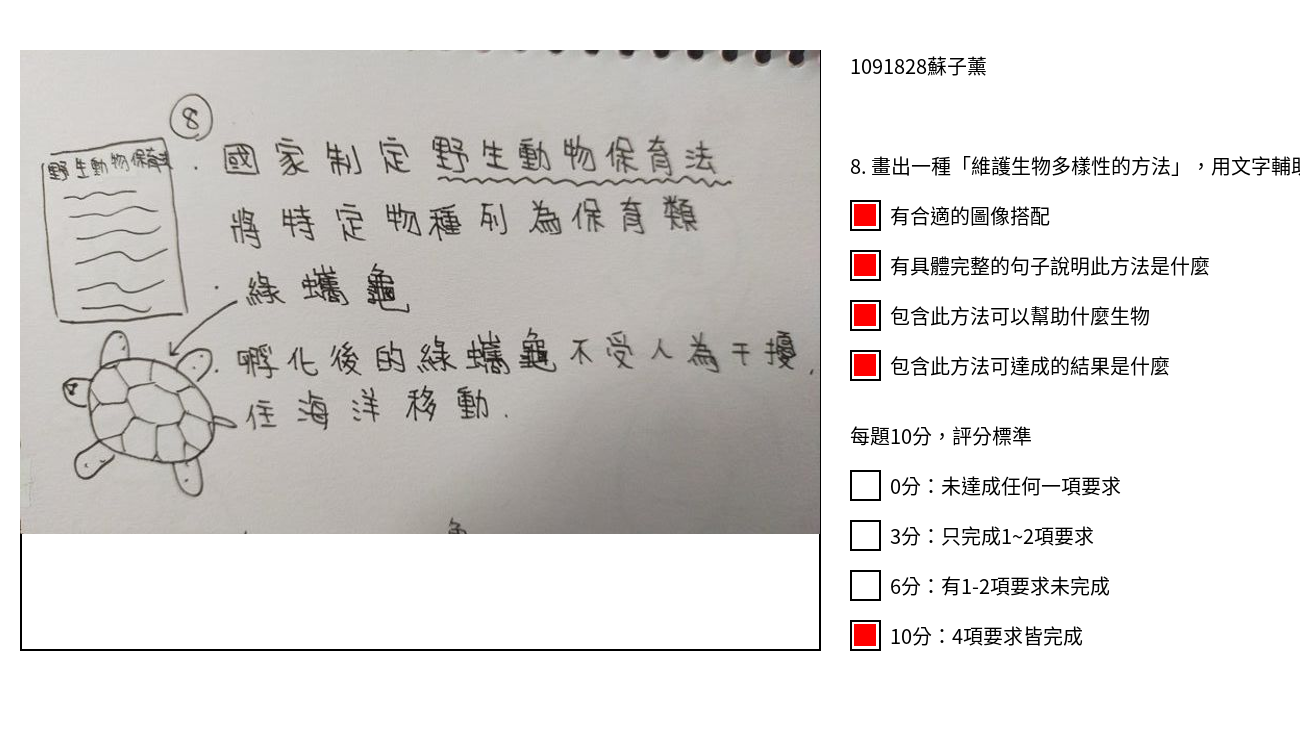 8
野生動物保育法
．國家制定野生動物保育法
將特定物種列為保育類
．綠蠵龜
．孵化後的綠蠵龜不受人為干擾，
往海洋移動．
1091828蘇子薰
8. 畫出一種「維護生物多樣性的方法」，用文字輔助
有合適的圖像搭配
有具體完整的句子說明此方法是什麼
包含此方法可以幫助什麼生物
包含此方法可達成的結果是什麼
每題10分，評分標準
0分：未達成任何一項要求
3分：只完成1~2項要求
6分：有1-2項要求未完成
10分：4項要求皆完成